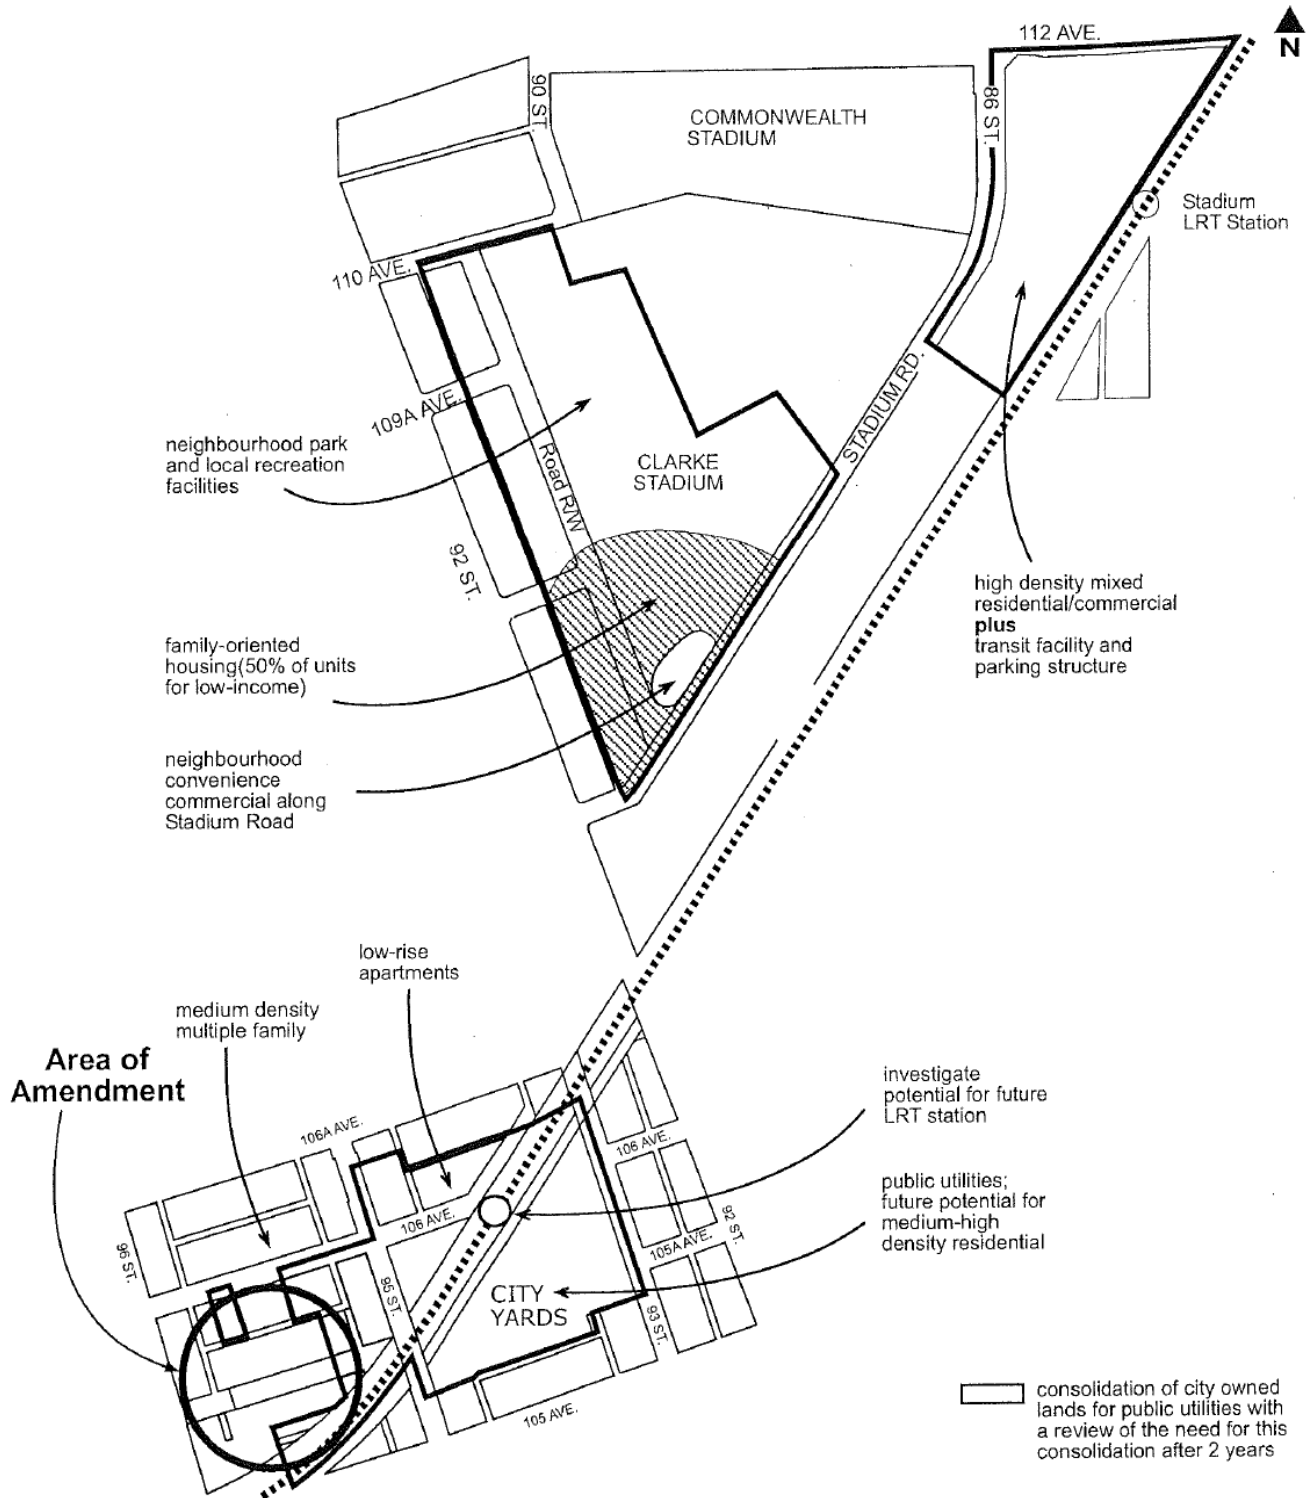 112 AVE.
N
90 ST.
COMMONWEALTH
STADIUM
86 ST.
Stadium
LRT Station
110 AVE.
109A AVE.
STADIUM RD.
neighbourhood park
and local recreation
facilities
Road R/W
CLARKE
STADIUM
92 ST.
high density mixed
residential/commercial
plus
transit facility and
parking structure
family-oriented
housing(50% of units
for low-income)
neighbourhood
convenience
commercial along
Stadium Road
low-rise
apartments
medium density
multiple family
Area of
Amendment
investigate
potential for future
LRT station
106A AVE.
106 AVE.
public utilities;
future potential for
medium-high
density residential
106 AVE.
92 ST.
105A AVE.
96 ST.
95 ST.
CITY
YARDS
93 ST.
105 AVE.
consolidation of city owned
lands for public utilities with
a review of the need for this
consolidation after 2 years